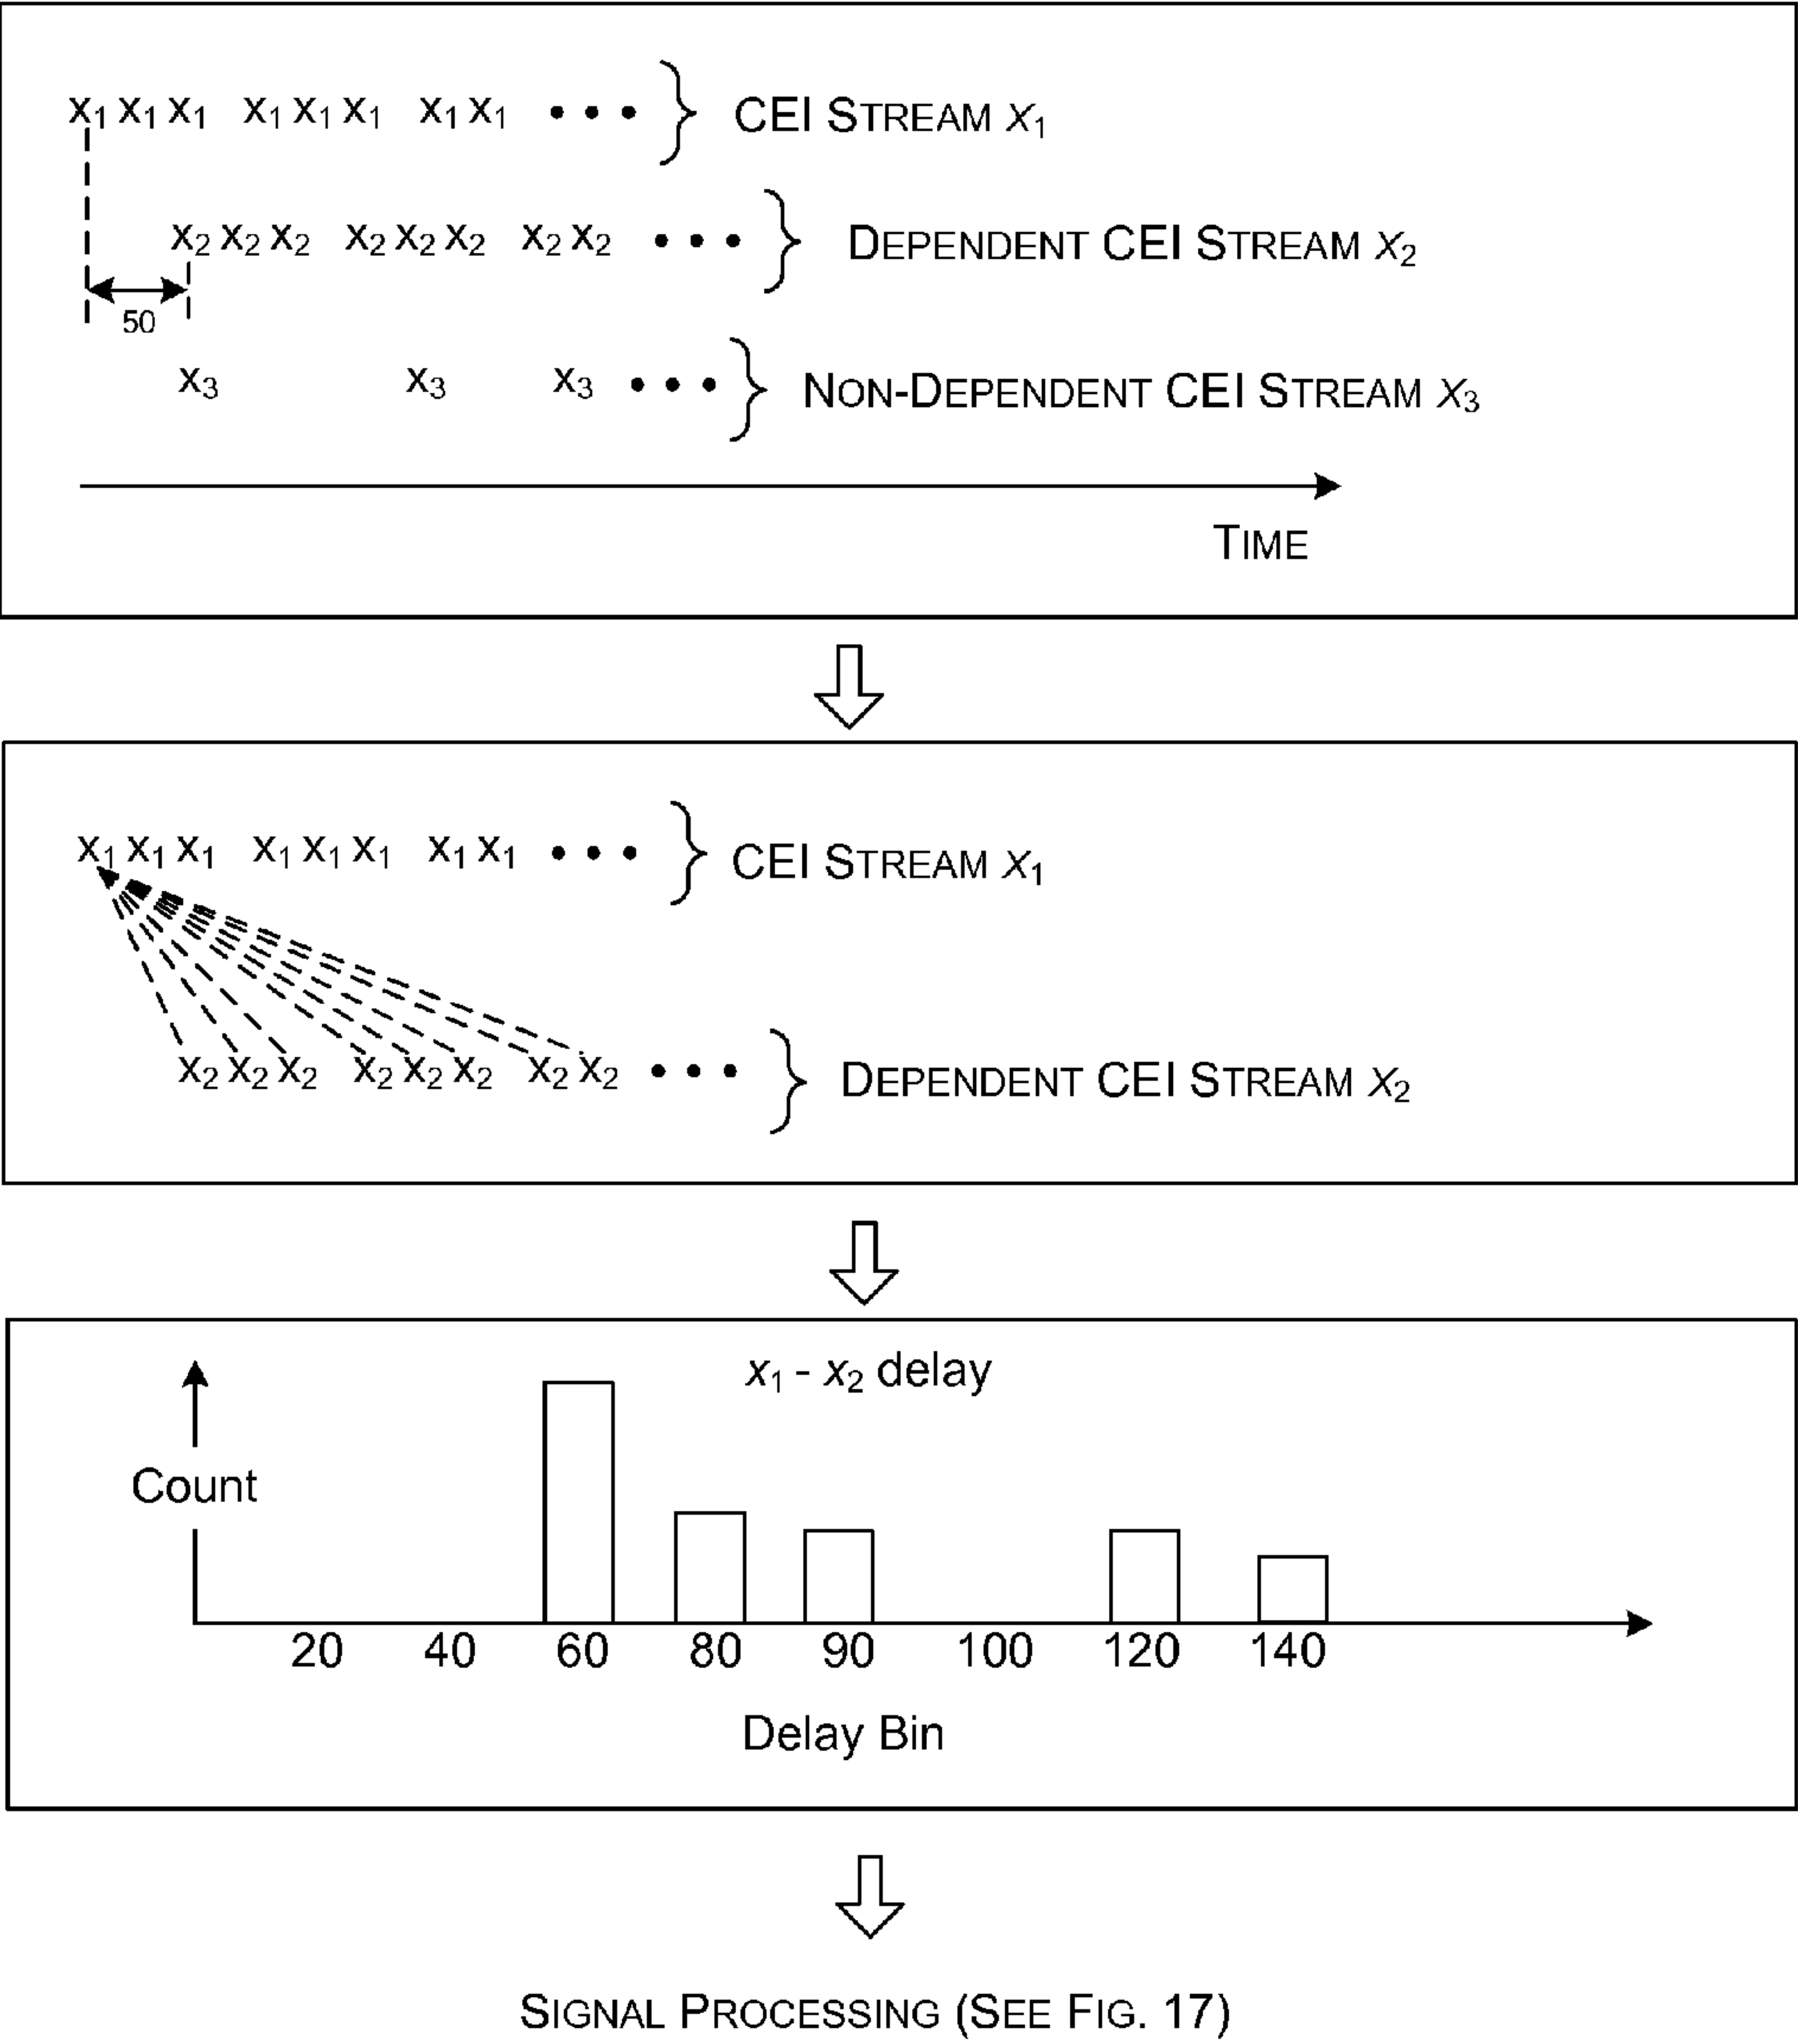 x₁ x₁ x₁ x₁ x₁ x₁ x₁ x₁ • • • } CEI STREAM x₁
x₂ x₂ x₂ x₂ x₂ x₂ x₂ x₂ • • • } DEPENDENT CEI STREAM x₂
50
x₃ x₃ x₃ • • • } NON-DEPENDENT CEI STREAM x₃
TIME
x₁ x₁ x₁ x₁ x₁ x₁ x₁ x₁ • • • } CEI STREAM x₁
x₂ x₂ x₂ x₂ x₂ x₂ x₂ x₂ • • • } DEPENDENT CEI STREAM x₂
x₁ - x₂ delay
Count
20 40 60 80 90 100 120 140
Delay Bin
SIGNAL PROCESSING (SEE FIG. 17)